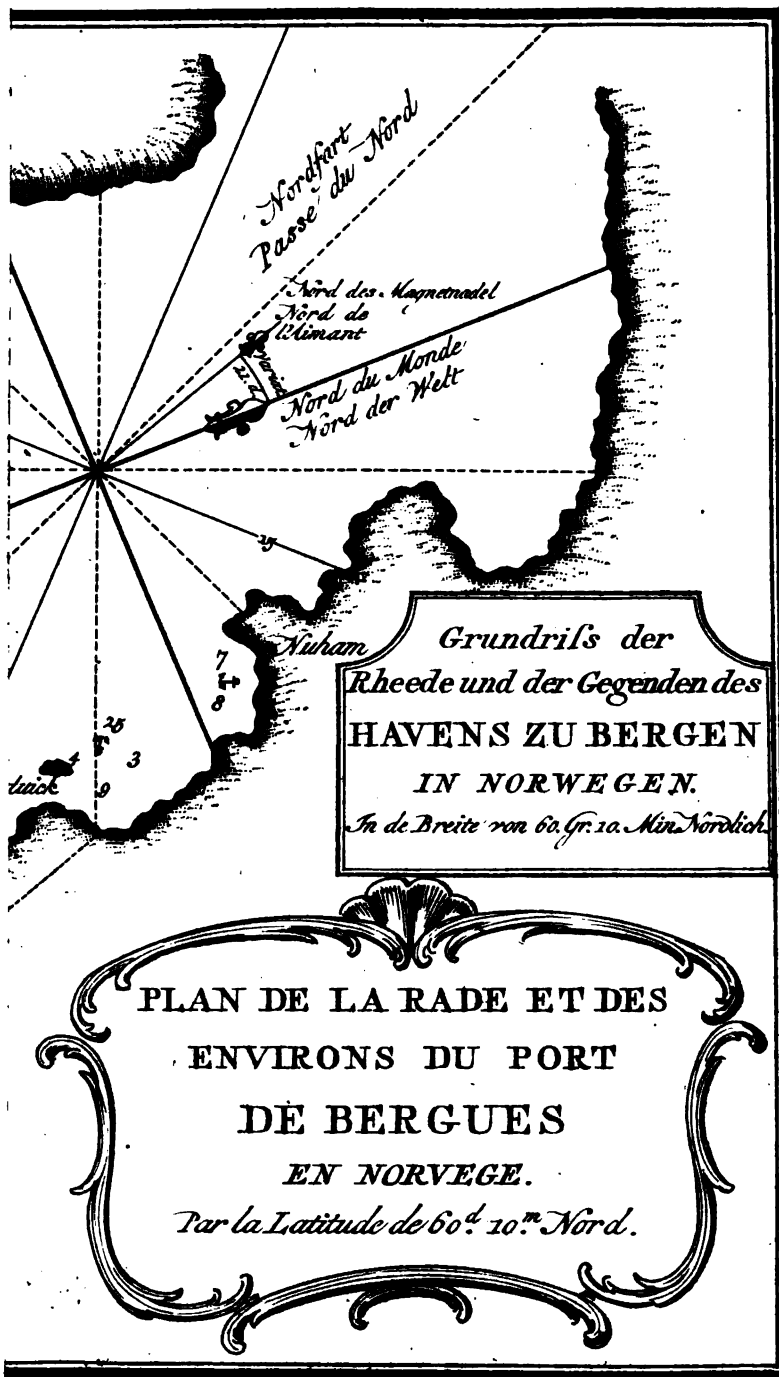 Nordfart
Passé du Nord
Nord des Magnetnadel
Nord de
l'Aimant
Variat
Nord du Monde
Nord der Welt
15
Nuham
7
8
25
4
3
9
Grundriſs der
Rheede und der Gegenden des
HAVENS ZU BERGEN
IN NORWEGEN.
In de Breite von 60. Gr. 10. Min. Nordlich.
PLAN DE LA RADE ET DES
ENVIRONS DU PORT
DE BERGUES
EN NORVEGE.
Par la Latitude de 60.d 10.m Nord.